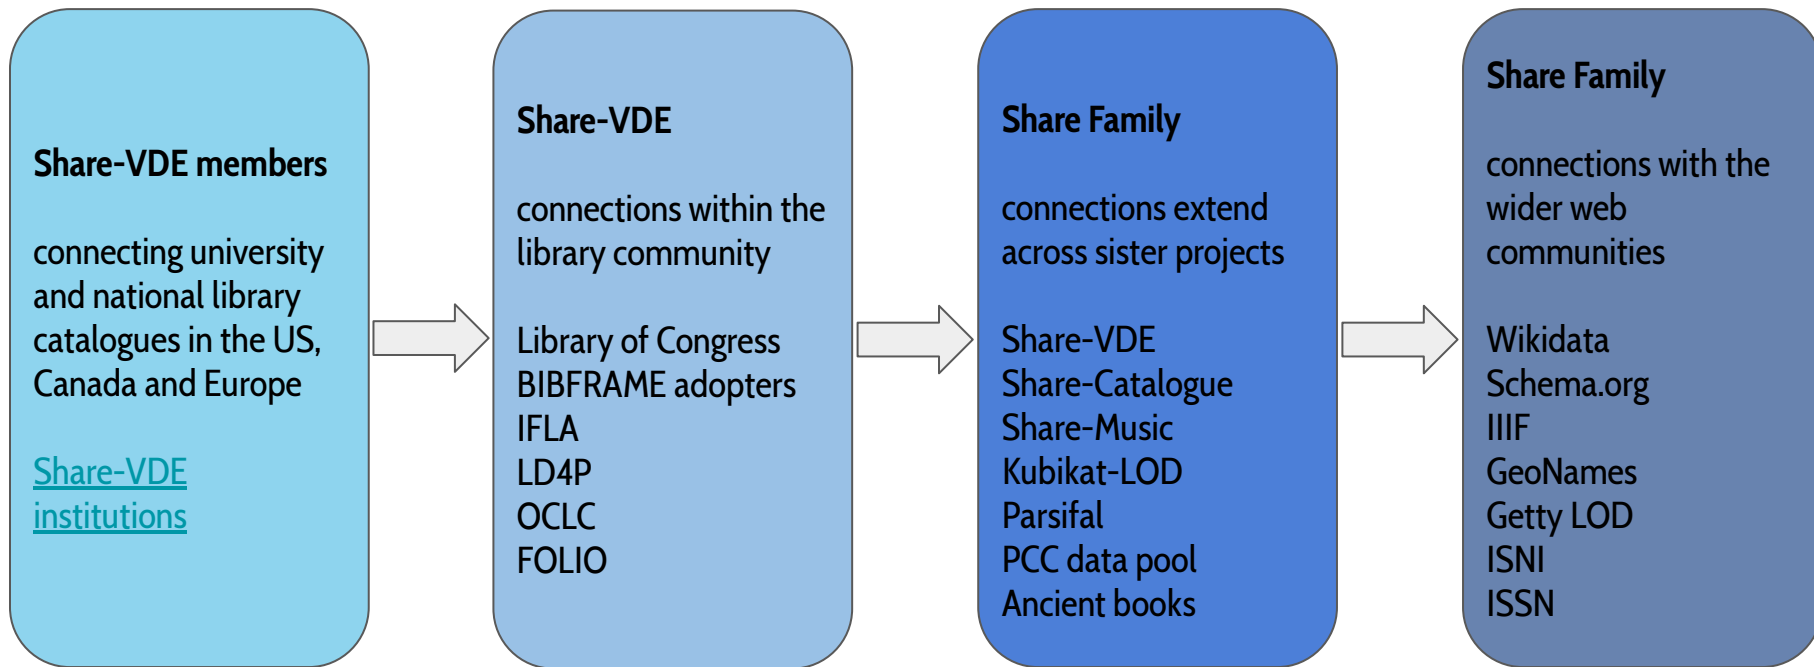 Share-VDE members
connecting university
and national library
catalogues in the US,
Canada and Europe
Share-VDE
institutions
Share-VDE
connections within the
library community
Library of Congress
BIBFRAME adopters
IFLA
LD4P
OCLC
FOLIO
Share Family
connections extend
across sister projects
Share-VDE
Share-Catalogue
Share-Music
Kubikat-LOD
Parsifal
PCC data pool
Ancient books
Share Family
connections with the
wider web
communities
Wikidata
Schema.org
IIIF
GeoNames
Getty LOD
ISNI
ISSN